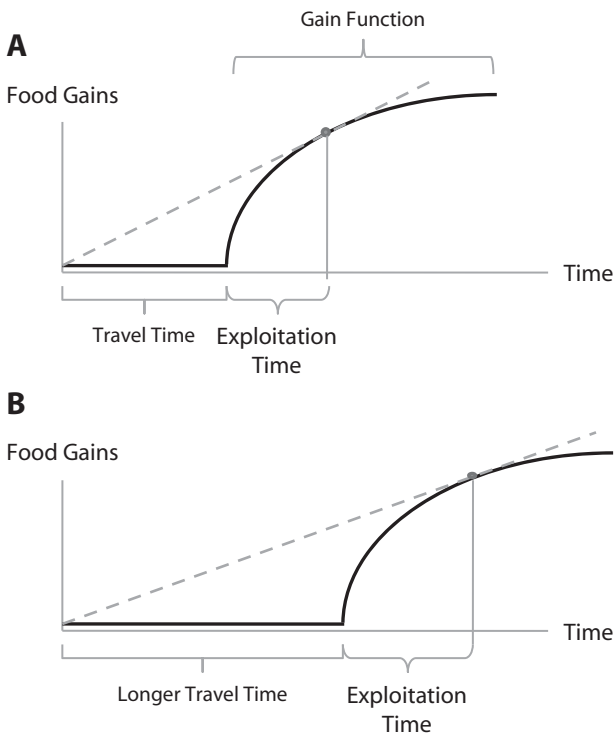 Gain Function
A
Food Gains
Time
Travel Time
Exploitation
Time
B
Food Gains
Time
Longer Travel Time
Exploitation
Time